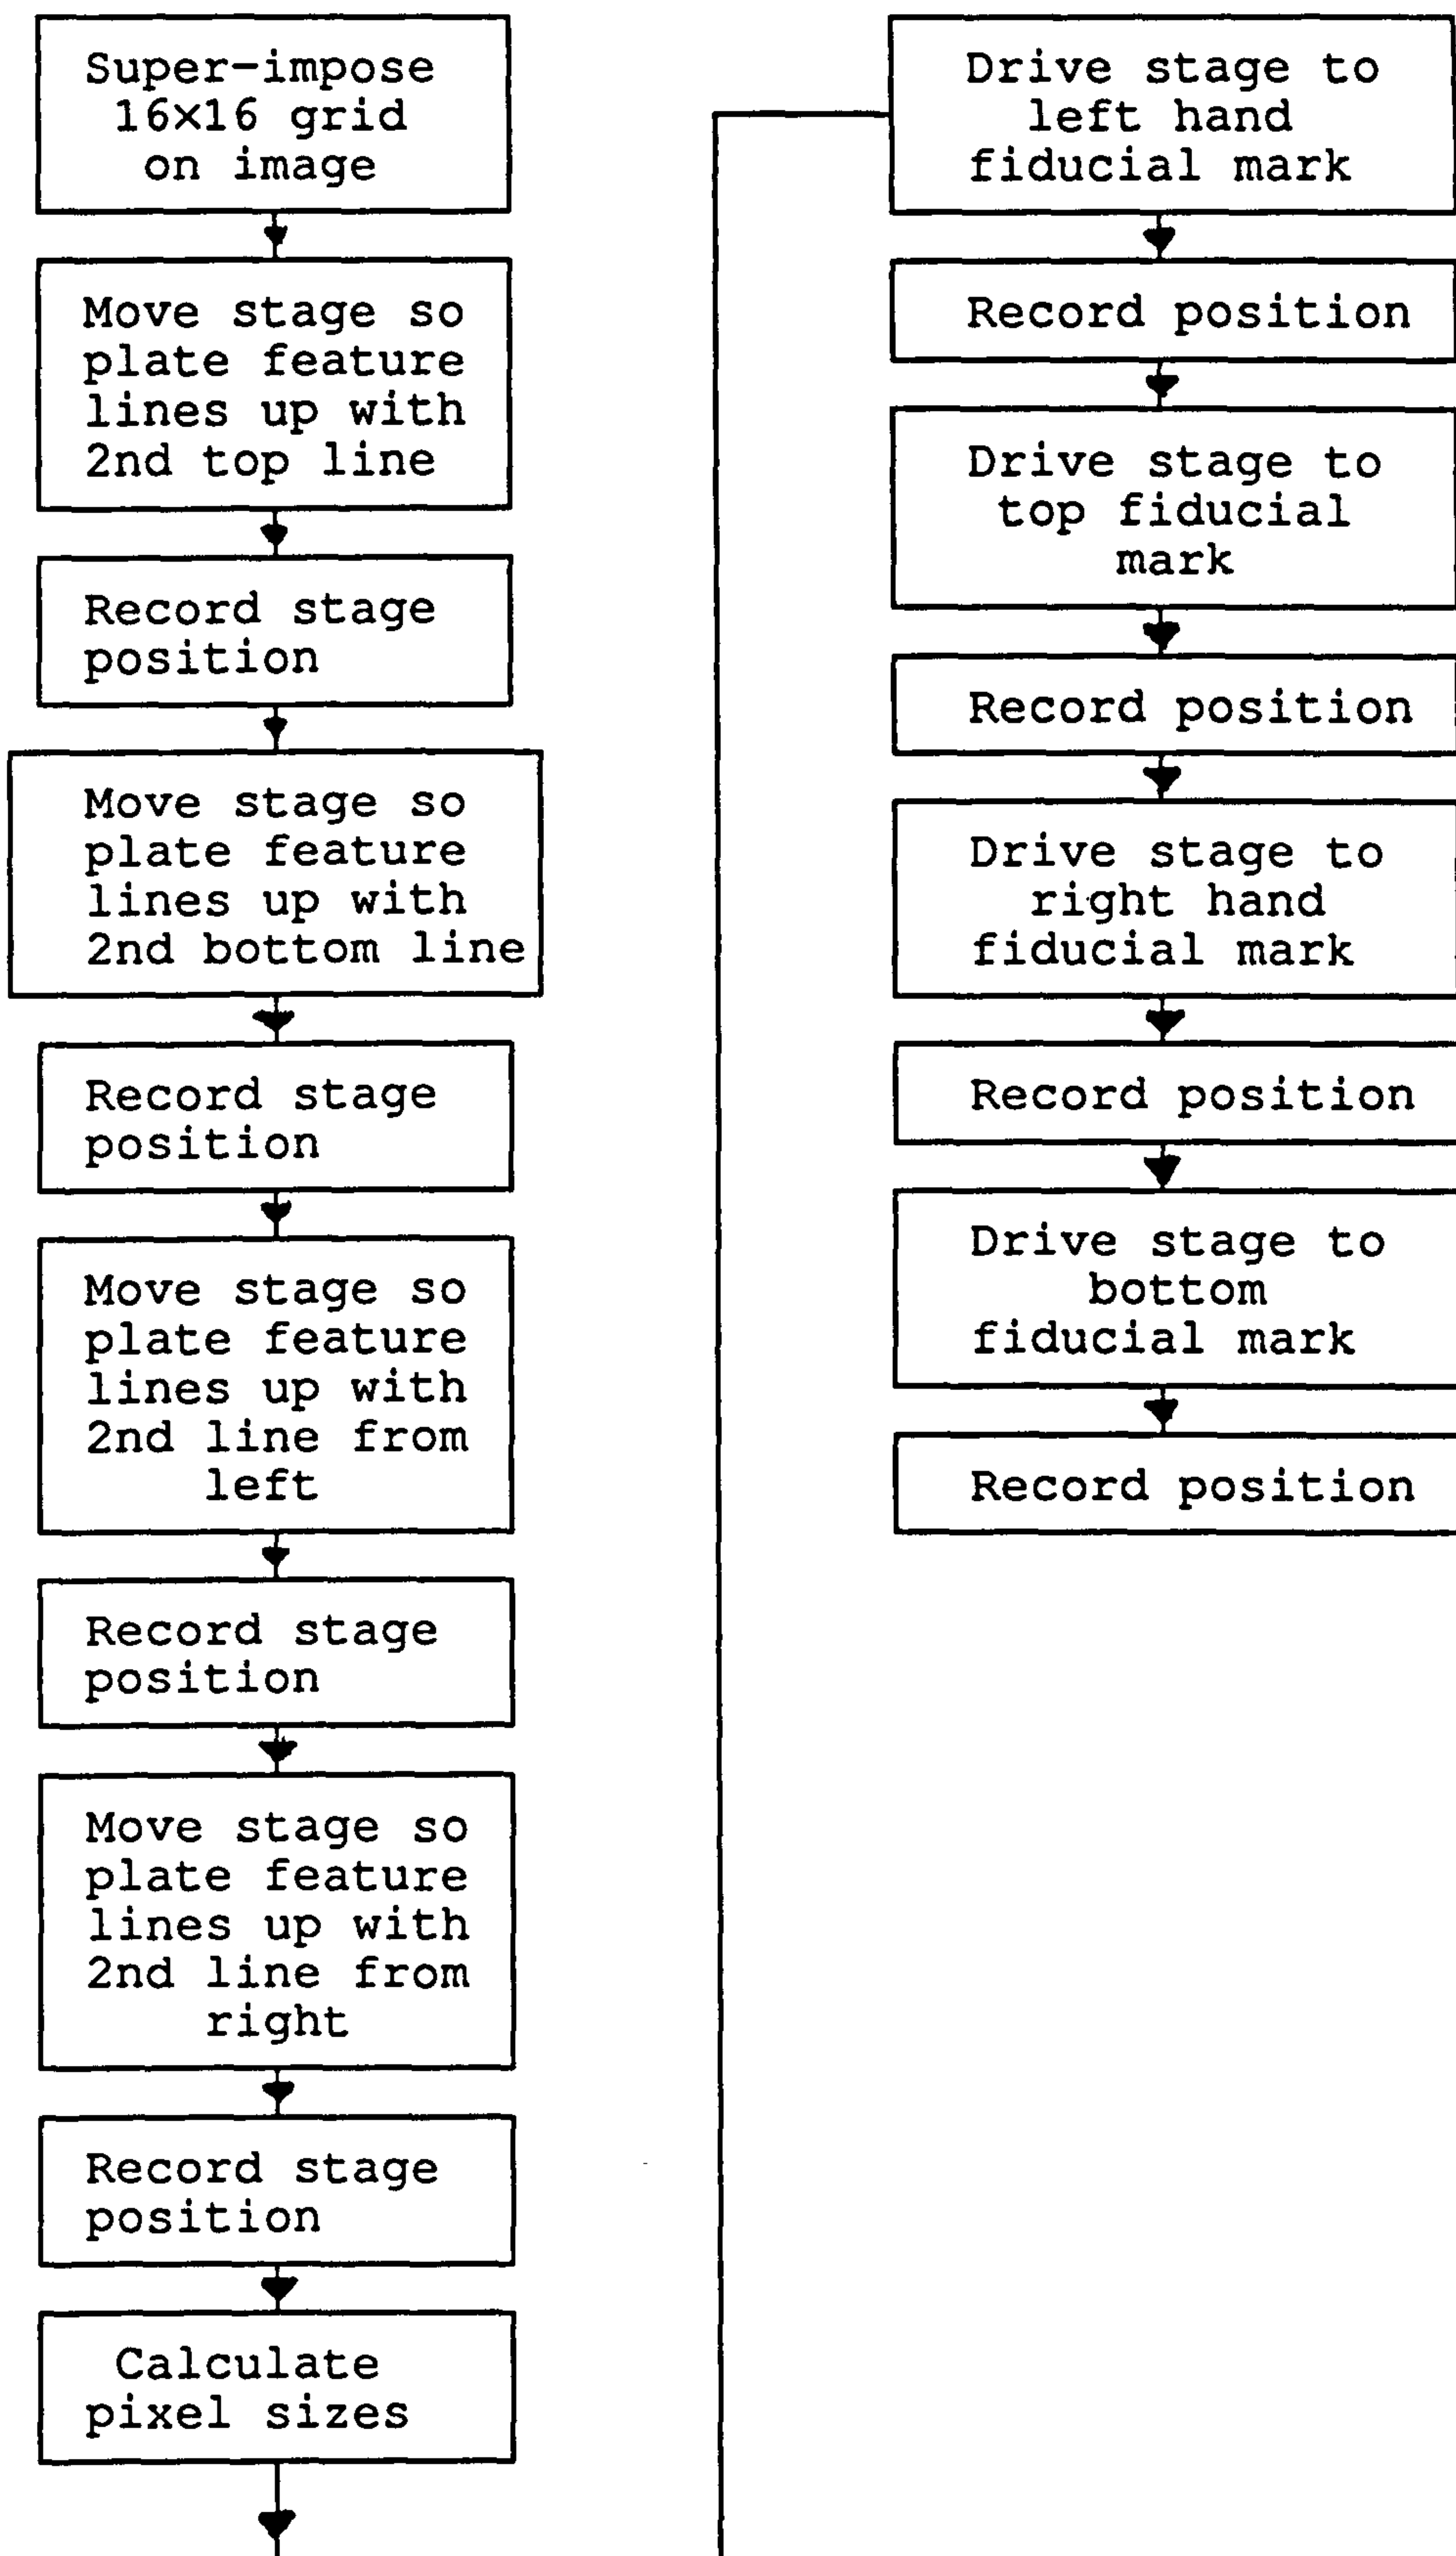 Super-impose
16×16 grid
on image
Move stage so
plate feature
lines up with
2nd top line
Record stage
position
Move stage so
plate feature
lines up with
2nd bottom line
Record stage
position
Move stage so
plate feature
lines up with
2nd line from
left
Record stage
position
Move stage so
plate feature
lines up with
2nd line from
right
Record stage
position
Calculate
pixel sizes
Drive stage to
left hand
fiducial mark
Record position
Drive stage to
top fiducial
mark
Record position
Drive stage to
right hand
fiducial mark
Record position
Drive stage to
bottom
fiducial mark
Record position